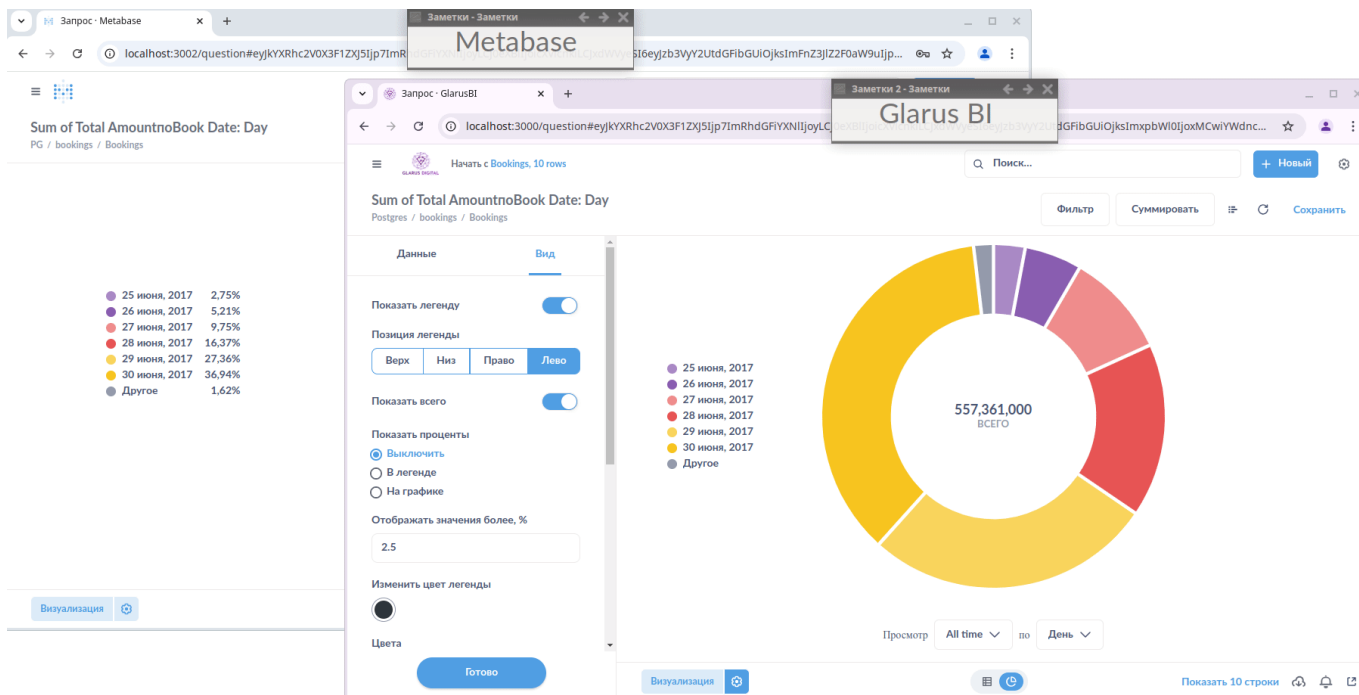 Запрос · Metabase
Заметки - Заметки
Metabase
localhost:3002/question#eyJkYXRhc2V0X3F1ZXJ5Ijp7ImR
Sum of Total AmountпоBook Date: Day
PG / bookings / Bookings
25 июня, 2017 2,75%
26 июня, 2017 5,21%
27 июня, 2017 9,75%
28 июня, 2017 16,37%
29 июня, 2017 27,36%
30 июня, 2017 36,94%
Другое 1,62%
Визуализация
Запрос · GlarusBI
Заметки 2 - Заметки
Glarus BI
localhost:3000/question#eyJkYXRhc2V0X3F1ZXJ5Ijp7ImRhdGFiYXNlIjoyLC
GLARUS DIGITAL
Начать с Bookings, 10 rows
Поиск...
+ Новый
Sum of Total AmountпоBook Date: Day
Postgres / bookings / Bookings
Фильтр
Суммировать
Сохранить
Данные
Вид
Показать легенду
Позиция легенды
Верх Низ Право Лево
Показать всего
Показать проценты
Выключить
В легенде
На графике
Отображать значения более, %
2.5
Изменить цвет легенды
Цвета
Готово
25 июня, 2017
26 июня, 2017
27 июня, 2017
28 июня, 2017
29 июня, 2017
30 июня, 2017
Другое
557,361,000
ВСЕГО
Просмотр All time по День
Визуализация
Показать 10 строки